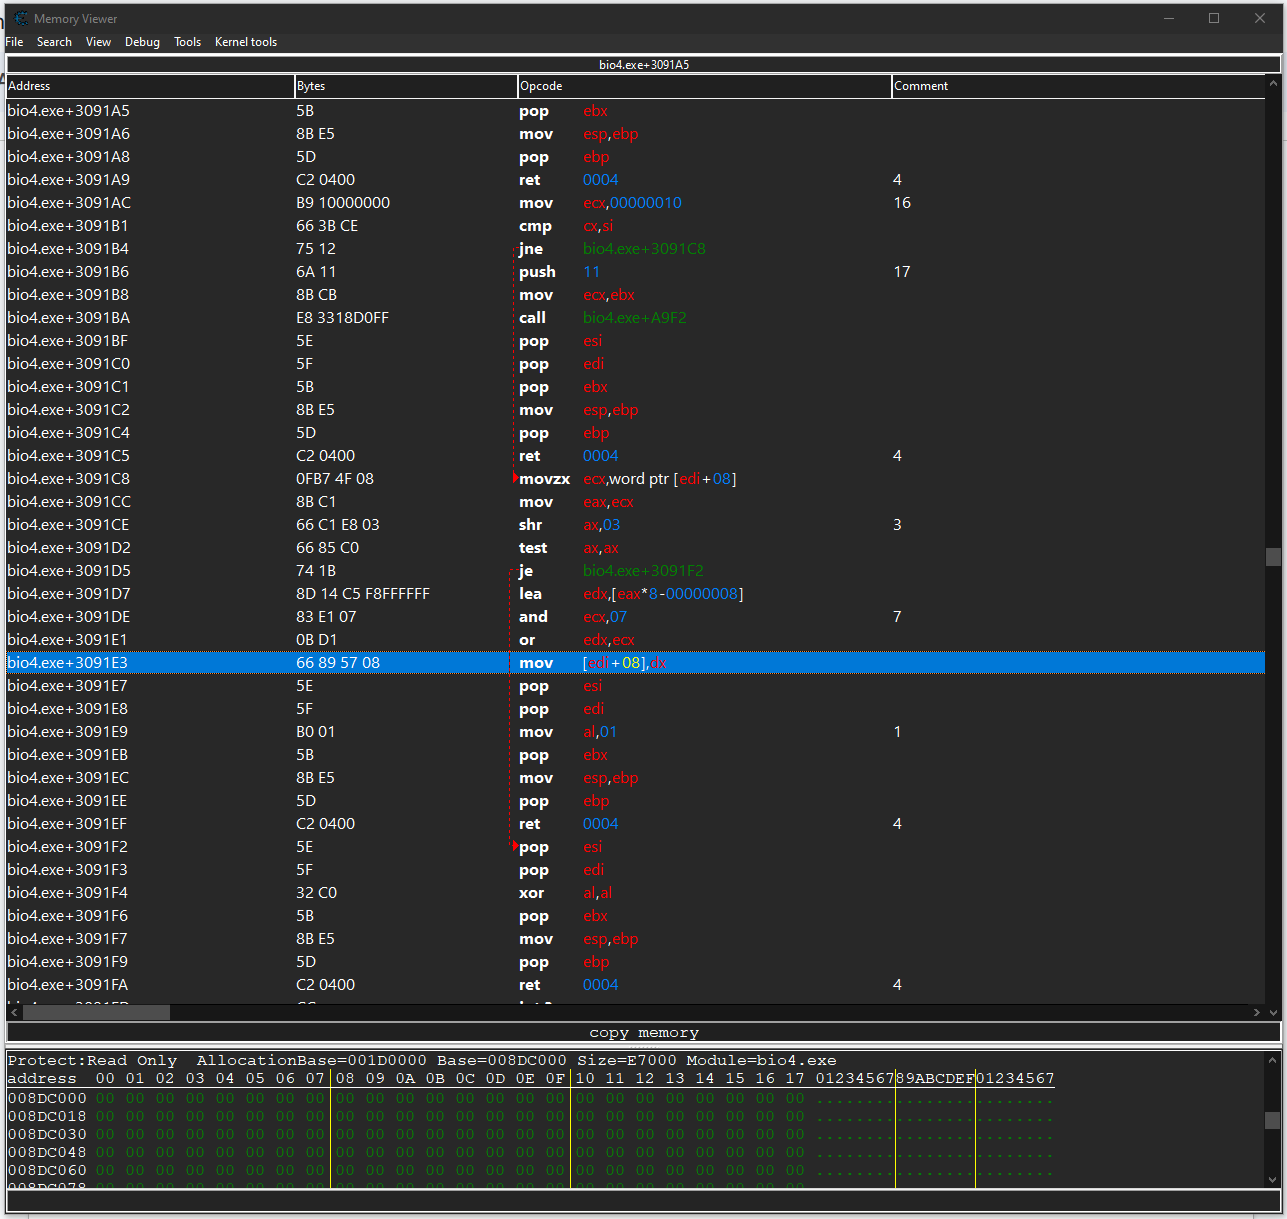 Memory Viewer
File Search View Debug Tools Kernel tools
bio4.exe+3091A5
Address Bytes Opcode Comment
bio4.exe+3091A5 5B pop ebx
bio4.exe+3091A6 8B E5 mov esp,ebp
bio4.exe+3091A8 5D pop ebp
bio4.exe+3091A9 C2 0400 ret 0004 4
bio4.exe+3091AC B9 10000000 mov ecx,00000010 16
bio4.exe+3091B1 66 3B CE cmp cx,si
bio4.exe+3091B4 75 12 jne bio4.exe+3091C8
bio4.exe+3091B6 6A 11 push 11 17
bio4.exe+3091B8 8B CB mov ecx,ebx
bio4.exe+3091BA E8 3318D0FF call bio4.exe+A9F2
bio4.exe+3091BF 5E pop esi
bio4.exe+3091C0 5F pop edi
bio4.exe+3091C1 5B pop ebx
bio4.exe+3091C2 8B E5 mov esp,ebp
bio4.exe+3091C4 5D pop ebp
bio4.exe+3091C5 C2 0400 ret 0004 4
bio4.exe+3091C8 0FB7 4F 08 movzx ecx,word ptr [edi+08]
bio4.exe+3091CC 8B C1 mov eax,ecx
bio4.exe+3091CE 66 C1 E8 03 shr ax,03 3
bio4.exe+3091D2 66 85 C0 test ax,ax
bio4.exe+3091D5 74 1B je bio4.exe+3091F2
bio4.exe+3091D7 8D 14 C5 F8FFFFFF lea edx,[eax*8-00000008]
bio4.exe+3091DE 83 E1 07 and ecx,07 7
bio4.exe+3091E1 0B D1 or edx,ecx
bio4.exe+3091E3 66 89 57 08 mov [edi+08],dx
bio4.exe+3091E7 5E pop esi
bio4.exe+3091E8 5F pop edi
bio4.exe+3091E9 B0 01 mov al,01 1
bio4.exe+3091EB 5B pop ebx
bio4.exe+3091EC 8B E5 mov esp,ebp
bio4.exe+3091EE 5D pop ebp
bio4.exe+3091EF C2 0400 ret 0004 4
bio4.exe+3091F2 5E pop esi
bio4.exe+3091F3 5F pop edi
bio4.exe+3091F4 32 C0 xor al,al
bio4.exe+3091F6 5B pop ebx
bio4.exe+3091F7 8B E5 mov esp,ebp
bio4.exe+3091F9 5D pop ebp
bio4.exe+3091FA C2 0400 ret 0004 4
copy memory
Protect:Read Only AllocationBase=001D0000 Base=008DC000 Size=E7000 Module=bio4.exe
address 00 01 02 03 04 05 06 07 08 09 0A 0B 0C 0D 0E 0F 10 11 12 13 14 15 16 17 0123456789ABCDEF01234567
008DC000 00 00 00 00 00 00 00 00 00 00 00 00 00 00 00 00 00 00 00 00 00 00 00 00 ........................
008DC018 00 00 00 00 00 00 00 00 00 00 00 00 00 00 00 00 00 00 00 00 00 00 00 00 ........................
008DC030 00 00 00 00 00 00 00 00 00 00 00 00 00 00 00 00 00 00 00 00 00 00 00 00 ........................
008DC048 00 00 00 00 00 00 00 00 00 00 00 00 00 00 00 00 00 00 00 00 00 00 00 00 ........................
008DC060 00 00 00 00 00 00 00 00 00 00 00 00 00 00 00 00 00 00 00 00 00 00 00 00 ........................
008DC078 00 00 00 00 00 00 00 00 00 00 00 00 00 00 00 00 00 00 00 00 00 00 00 00 ........................